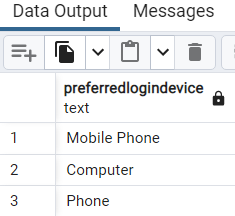 Data Output Messages
preferredlogindevice
text
1 Mobile Phone
2 Computer
3 Phone